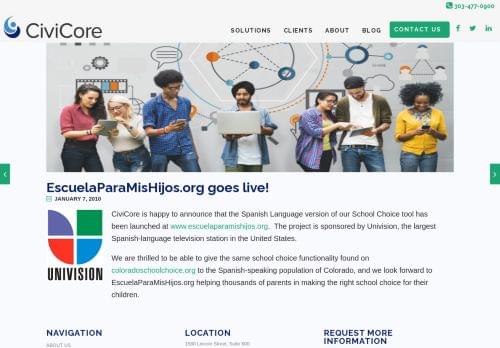 303-477-0900
CiviCore
SOLUTIONS CLIENTS ABOUT BLOG CONTACT US
EscuelaParaMisHijos.org goes live!
JANUARY 7, 2010
UNIVISION
CiviCore is happy to announce that the Spanish Language version of our School Choice tool has
been launched at www.escuelaparamishijos.org. The project is sponsored by Univision, the largest
Spanish-language television station in the United States.
We are thrilled to be able to give the same school choice functionality found on
coloradoschoolchoice.org to the Spanish-speaking population of Colorado, and we look forward to
EscuelaParaMisHijos.org helping thousands of parents in making the right school choice for their
children.
NAVIGATION
LOCATION
REQUEST MORE
INFORMATION
ABOUT US
1580 Lincoln Street, Suite 600